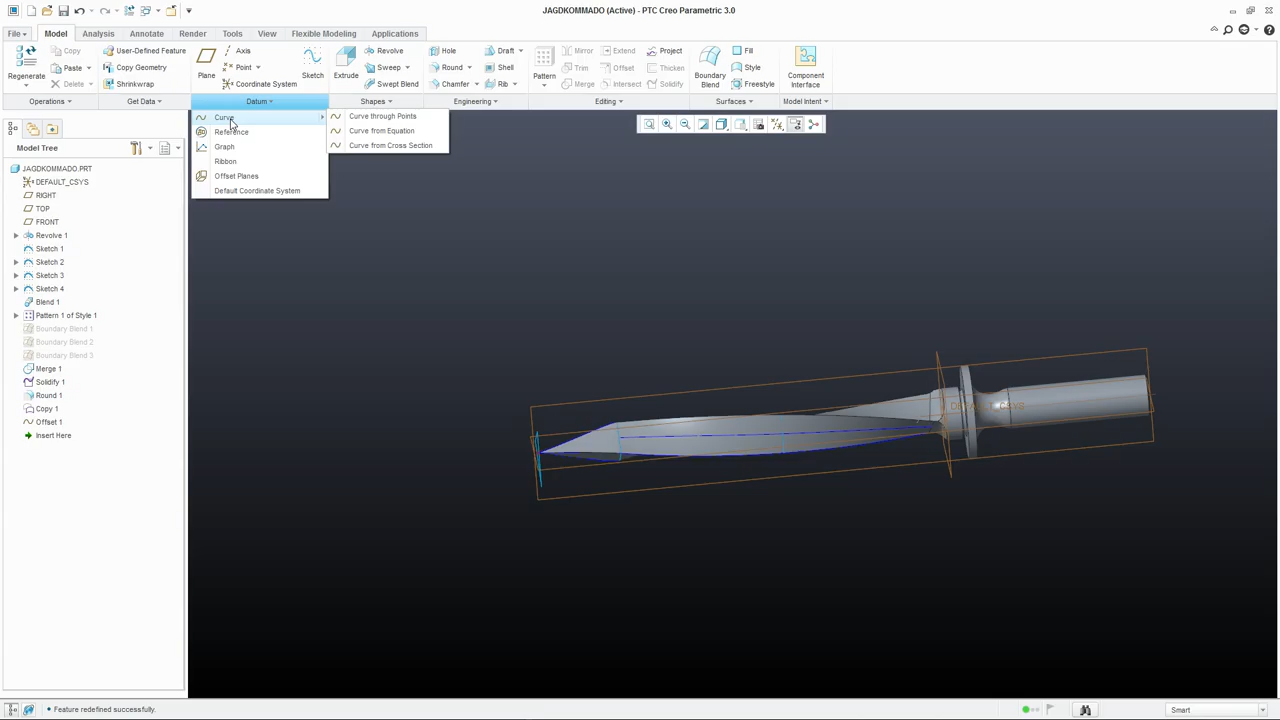 JAGDKOMMADO (Active) - PTC Creo Parametric 3.0
File Model Analysis Annotate Render Tools View Flexible Modeling Applications
Regenerate Copy Paste Delete
User-Defined Feature Copy Geometry Shrinkwrap
Plane Axis Point Coordinate System Sketch
Extrude Revolve Sweep Swept Blend
Hole Round Chamfer Draft Shell Rib
Pattern Mirror Trim Merge Extend Offset Intersect Project Thicken Solidify
Boundary Blend Fill Style Freestyle
Component Interface
Operations Get Data Datum Shapes Engineering Editing Surfaces Model Intent
Curve
Reference
Graph
Ribbon
Offset Planes
Default Coordinate System
Curve through Points
Curve from Equation
Curve from Cross Section
Model Tree
JAGDKOMMADO.PRT
DEFAULT_CSYS
RIGHT
TOP
FRONT
Revolve 1
Sketch 1
Sketch 2
Sketch 3
Sketch 4
Blend 1
Pattern 1 of Style 1
Boundary Blend 1
Boundary Blend 2
Boundary Blend 3
Merge 1
Solidify 1
Round 1
Copy 1
Offset 1
Insert Here
Feature redefined successfully.
Smart